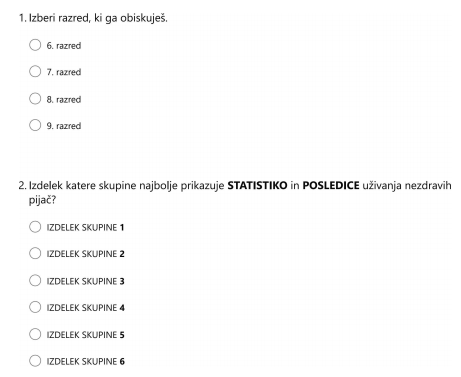 1. Izberi razred, ki ga obiskuješ.
6. razred
7. razred
8. razred
9. razred
2. Izdelek katere skupine najbolje prikazuje STATISTIKO in POSLEDICE uživanja nezdravih
pijač?
IZDELEK SKUPINE 1
IZDELEK SKUPINE 2
IZDELEK SKUPINE 3
IZDELEK SKUPINE 4
IZDELEK SKUPINE 5
IZDELEK SKUPINE 6